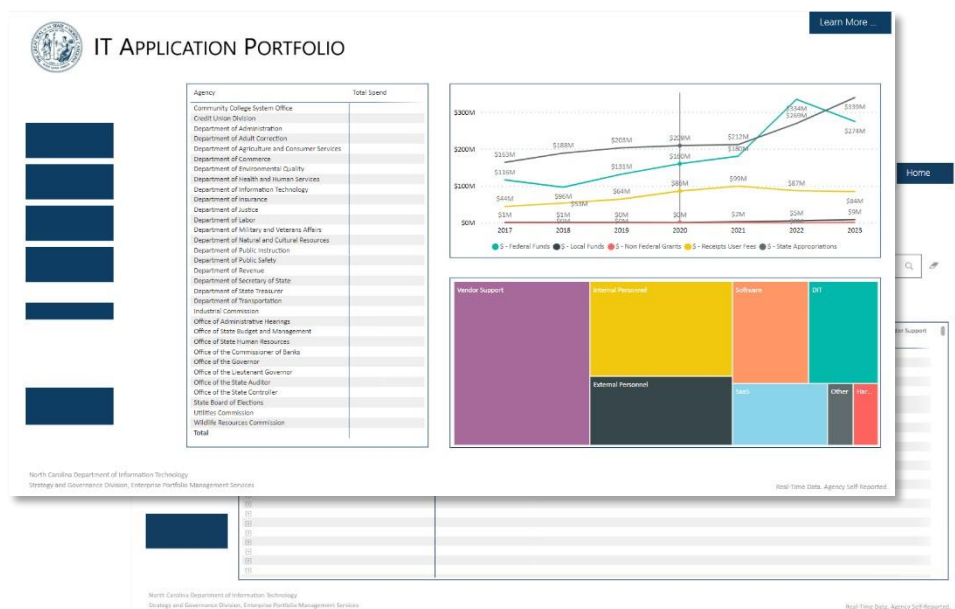 Learn More ...
IT APPLICATION PORTFOLIO
Agency Total Spend
Community College System Office
Credit Union Division
Department of Administration
Department of Adult Correction
Department of Agriculture and Consumer Services
Department of Commerce
Department of Environmental Quality
Department of Health and Human Services
Department of Information Technology
Department of Insurance
Department of Justice
Department of Labor
Department of Military and Veterans Affairs
Department of Natural and Cultural Resources
Department of Public Instruction
Department of Public Safety
Department of Revenue
Department of Secretary of State
Department of State Treasurer
Department of Transportation
Industrial Commission
Office of Administrative Hearings
Office of State Budget and Management
Office of State Human Resources
Office of the Commissioner of Banks
Office of the Governor
Office of the Lieutenant Governor
Office of the State Auditor
Office of the State Controller
State Board of Elections
Utilities Commission
Wildlife Resources Commission
Total
$300M
$200M
$100M
$0M
$163M $188M $203M $209M $212M $269M $339M
$116M $96M $131M $160M $180M $334M $274M
$44M $53M $64M $86M $99M $87M $84M
$1M $1M $0M $0M $2M $5M $9M
2017 2018 2019 2020 2021 2022 2023
$ - Federal Funds $ - Local Funds $ - Non Federal Grants $ - Receipts User Fees $ - State Appropriations
Vendor Support
Internal Personnel
Software
DIT
External Personnel
SaaS
Other
Har...
North Carolina Department of Information Technology
Strategy and Governance Division, Enterprise Portfolio Management Services
Real-Time Data. Agency Self-Reported.
Home
Support
North Carolina Department of Information Technology
Strategy and Governance Division, Enterprise Portfolio Management Services
Real-Time Data. Agency Self-Reported.